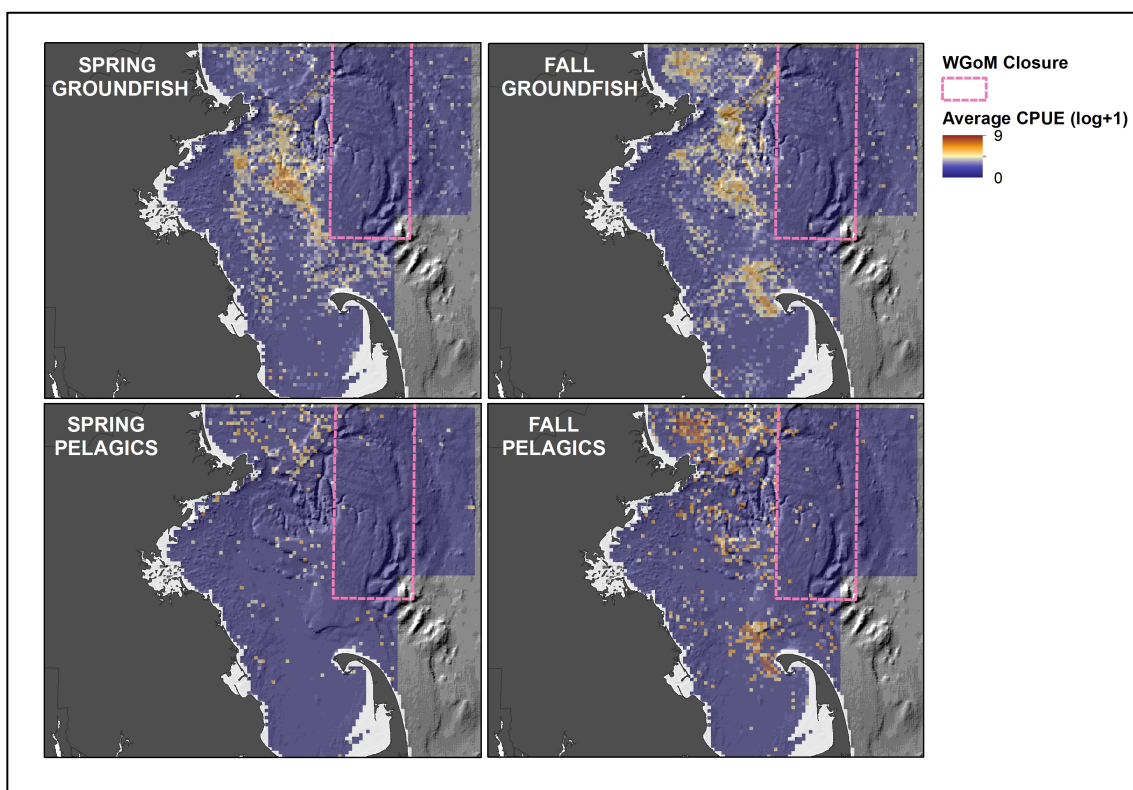 SPRING
GROUNDFISH
FALL
GROUNDFISH
WGoM Closure
Average CPUE (log+1)
9
0
SPRING
PELAGICS
FALL
PELAGICS